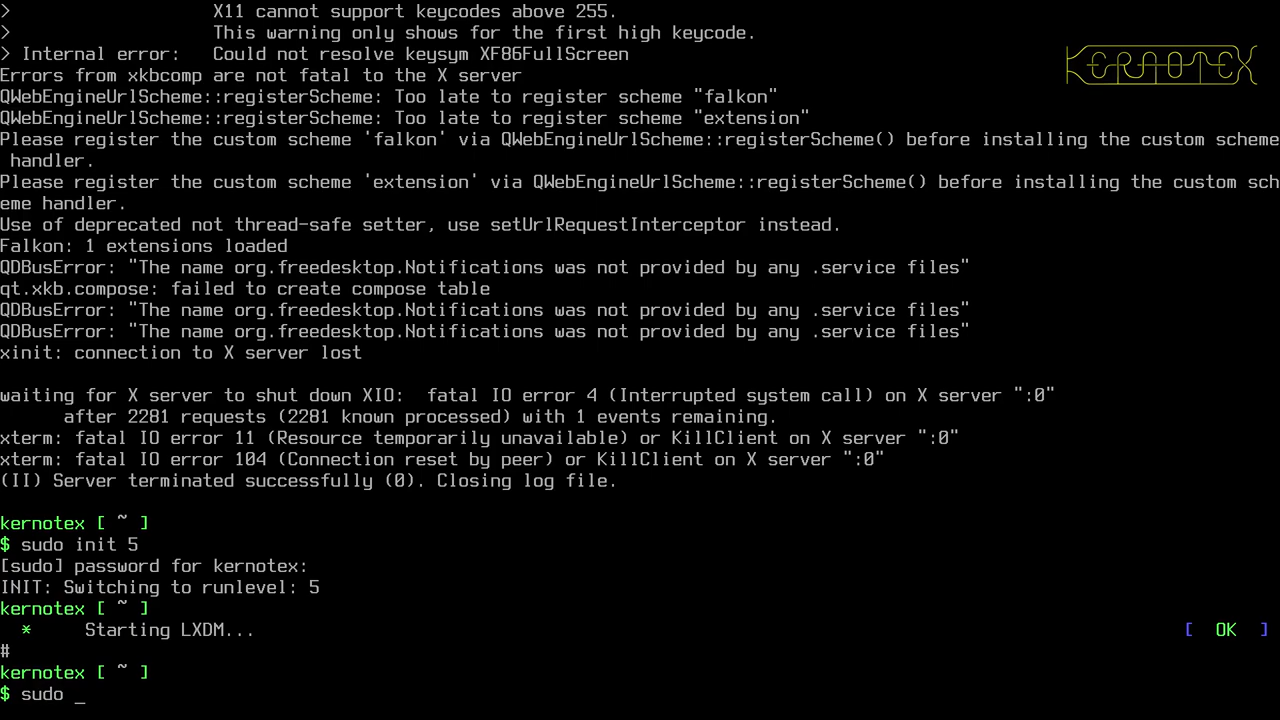 >                   X11 cannot support keycodes above 255.
>                   This warning only shows for the first high keycode.
> Internal error:   Could not resolve keysym XF86FullScreen
Errors from xkbcomp are not fatal to the X server
QWebEngineUrlScheme::registerScheme: Too late to register scheme "falkon"
QWebEngineUrlScheme::registerScheme: Too late to register scheme "extension"
Please register the custom scheme 'falkon' via QWebEngineUrlScheme::registerScheme() before installing the custom scheme
 handler.
Please register the custom scheme 'extension' via QWebEngineUrlScheme::registerScheme() before installing the custom sch
eme handler.
Use of deprecated not thread-safe setter, use setUrlRequestInterceptor instead.
Falkon: 1 extensions loaded
QDBusError: "The name org.freedesktop.Notifications was not provided by any .service files"
qt.xkb.compose: failed to create compose table
QDBusError: "The name org.freedesktop.Notifications was not provided by any .service files"
QDBusError: "The name org.freedesktop.Notifications was not provided by any .service files"
xinit: connection to X server lost
waiting for X server to shut down XIO:  fatal IO error 4 (Interrupted system call) on X server ":0"
      after 2281 requests (2281 known processed) with 1 events remaining.
xterm: fatal IO error 11 (Resource temporarily unavailable) or KillClient on X server ":0"
xterm: fatal IO error 104 (Connection reset by peer) or KillClient on X server ":0"
(II) Server terminated successfully (0). Closing log file.
kernotex [ ~ ]
$ sudo init 5
[sudo] password for kernotex:
INIT: Switching to runlevel: 5
kernotex [ ~ ]
  *     Starting LXDM... [  OK  ]
#
kernotex [ ~ ]
$ sudo _
KERNOTEX